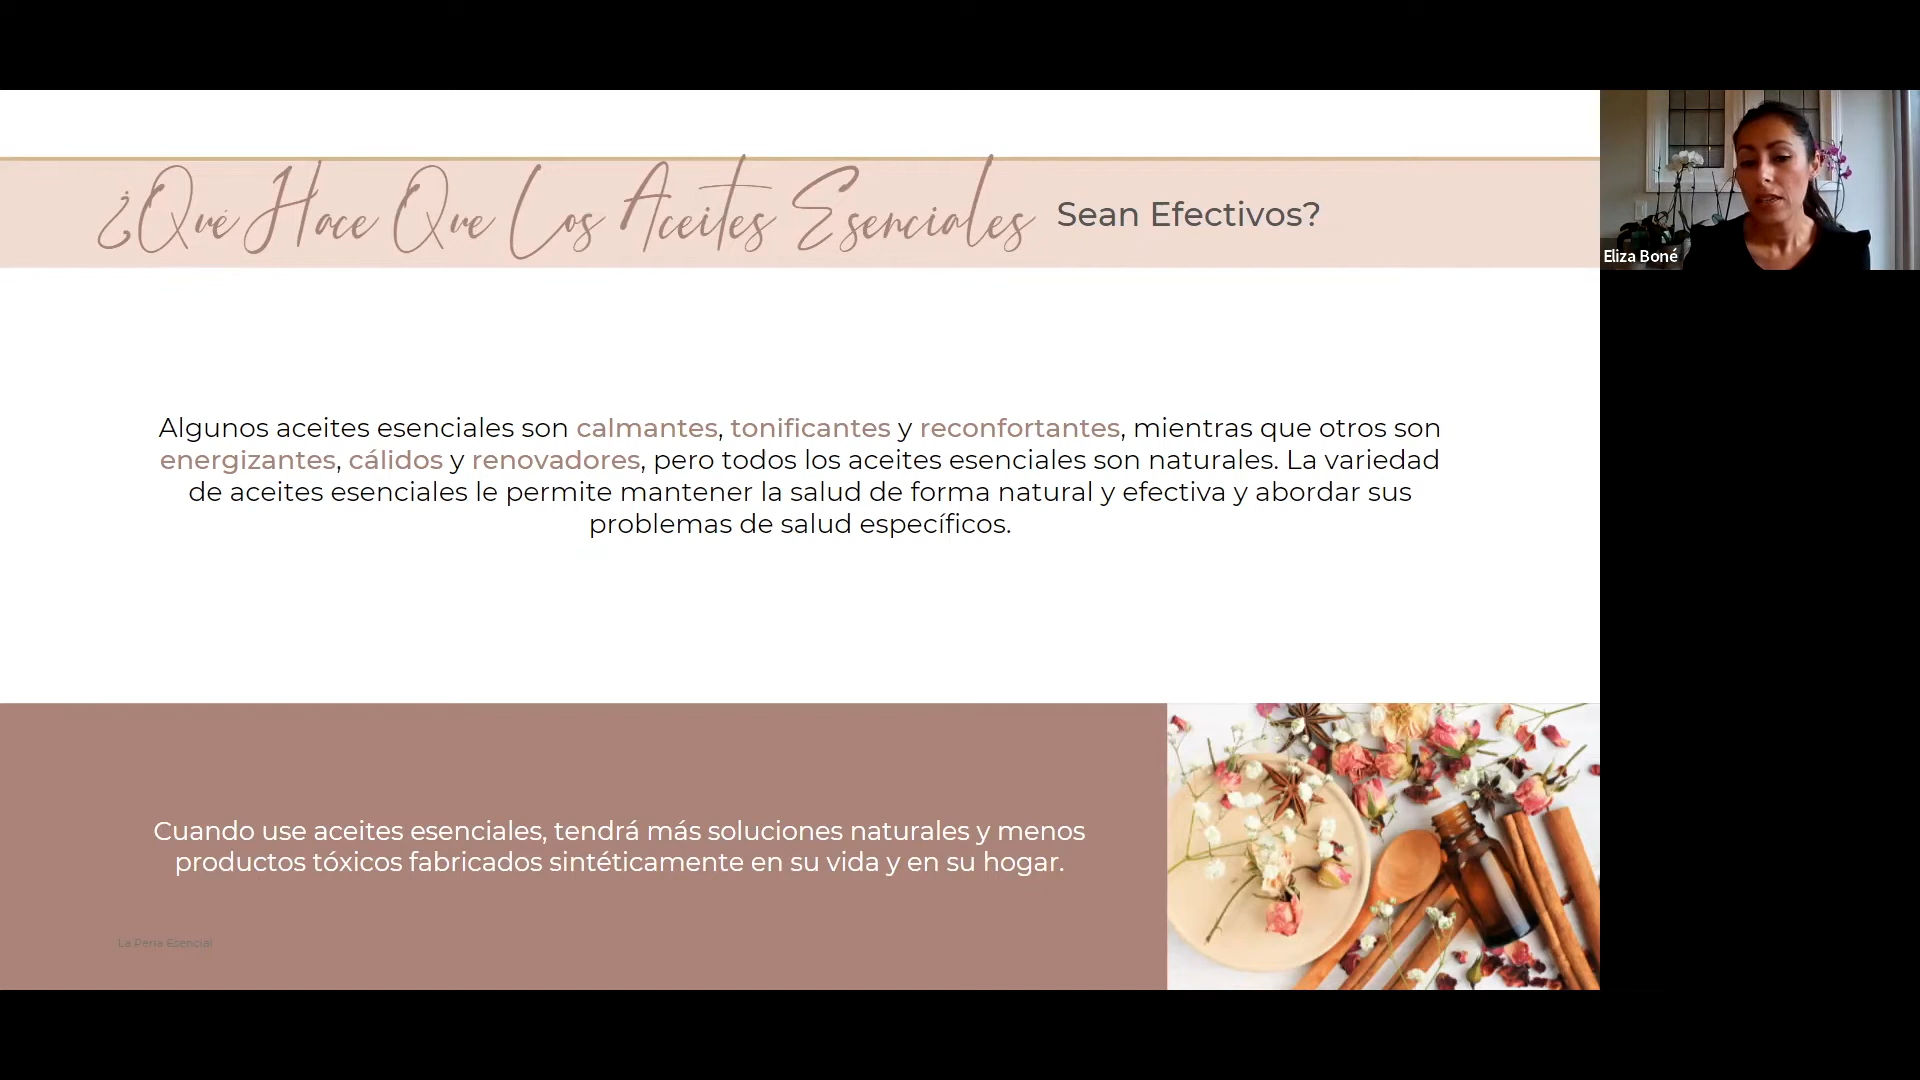 ¿Qué Hace Que Los Aceites Esenciales Sean Efectivos?
Eliza Boné
Algunos aceites esenciales son calmantes, tonificantes y reconfortantes, mientras que otros son
energizantes, cálidos y renovadores, pero todos los aceites esenciales son naturales. La variedad
de aceites esenciales le permite mantener la salud de forma natural y efectiva y abordar sus
problemas de salud específicos.
Cuando use aceites esenciales, tendrá más soluciones naturales y menos
productos tóxicos fabricados sintéticamente en su vida y en su hogar.
La Perla Esencial